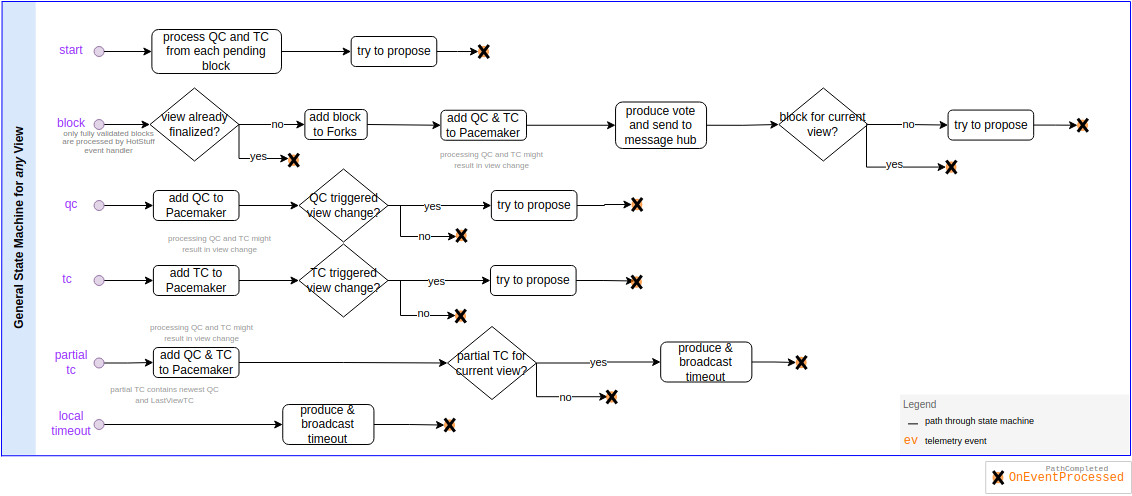 General State Machine for any View
start
process QC and TC
from each pending
block
try to propose
block
only fully validated blocks
are processed by HotStuff
event handler
view already
finalized?
no
yes
add block
to Forks
add QC & TC
to Pacemaker
processing QC and TC might
result in view change
produce vote
and send to
message hub
block for current
view?
no
yes
try to propose
qc
add QC to
Pacemaker
processing QC and TC might
result in view change
QC triggered
view change?
yes
no
try to propose
tc
add TC to
Pacemaker
processing QC and TC might
result in view change
TC triggered
view change?
yes
no
try to propose
partial
tc
add QC & TC
to Pacemaker
partial TC contains newest QC
and LastViewTC
partial TC for
current view?
yes
no
produce &
broadcast
timeout
local
timeout
produce &
broadcast
timeout
Legend
path through state machine
ev telemetry event
PathCompleted
OnEventProcessed